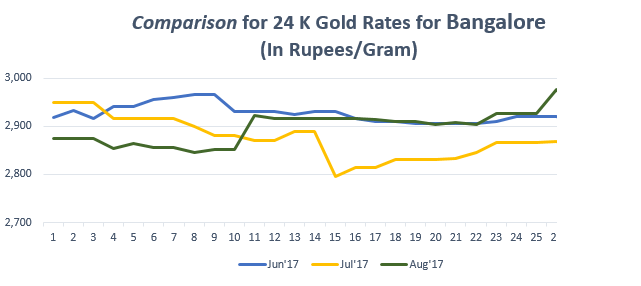 Comparison for 24 K Gold Rates for Bangalore
(In Rupees/Gram)
3,000
2,900
2,800
2,700
1 2 3 4 5 6 7 8 9 10 11 12 13 14 15 16 17 18 19 20 21 22 23 24 25 2
Jun'17 Jul'17 Aug'17